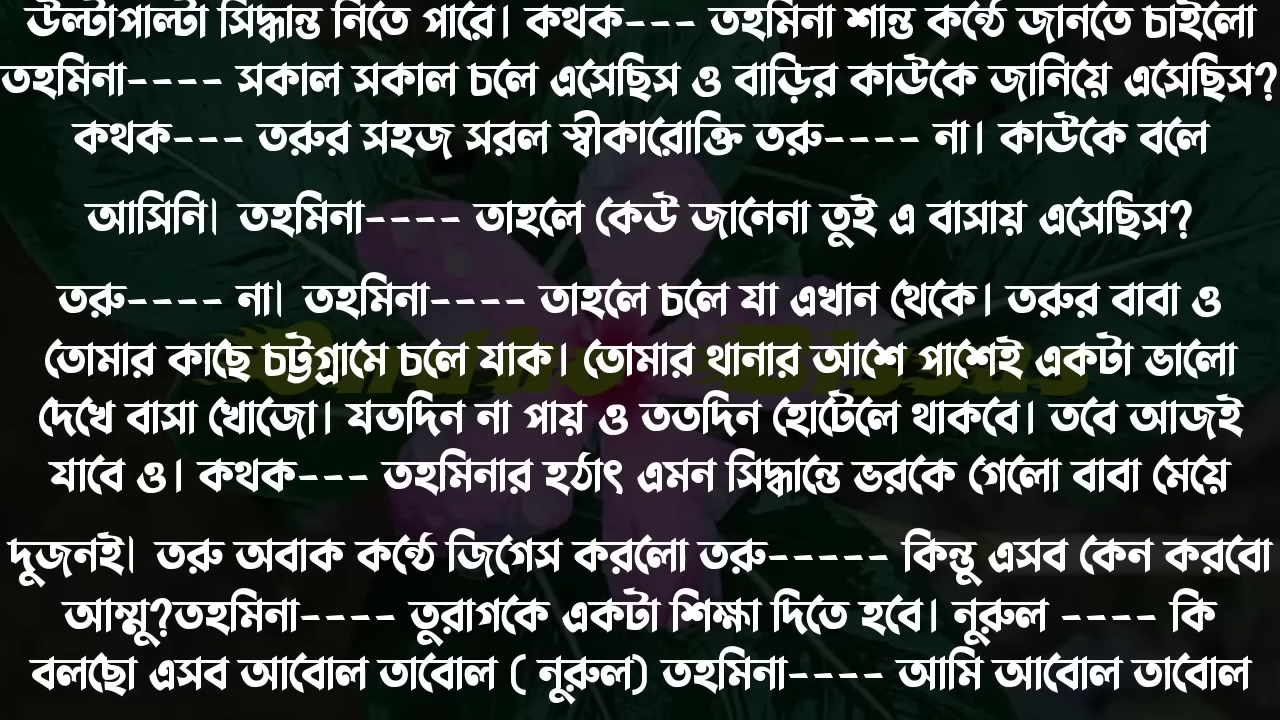 উল্টাপাল্টা সিদ্ধান্ত নিতে পারে। কথক--- তহমিনা শান্ত কন্ঠে জানতে চাইলো
তহমিনা---- সকাল সকাল চলে এসেছিস ও বাড়ির কাউকে জানিয়ে এসেছিস?
কথক--- তরুর সহজ সরল স্বীকারোক্তি তরু---- না। কাউকে বলে
আসিনি। তহমিনা---- তাহলে কেউ জানেনা তুই এ বাসায় এসেছিস?
তরু---- না। তহমিনা---- তাহলে চলে যা এখান থেকে। তরুর বাবা ও
তোমার কাছে চট্টগ্রামে চলে যাক। তোমার থানার আশে পাশেই একটা ভালো
দেখে বাসা খোজো। যতদিন না পায় ও ততদিন হোটেলে থাকবে। তবে আজই
যাবে ও। কথক--- তহমিনার হঠাৎ এমন সিদ্ধান্তে ভরকে গেলো বাবা মেয়ে
দুজনই। তরু অবাক কন্ঠে জিগেস করলো তরু----- কিন্তু এসব কেন করবো
আম্মু?তহমিনা---- তুরাগকে একটা শিক্ষা দিতে হবে। নুরুল ---- কি
বলছো এসব আবোল তাবোল ( নুরুল) তহমিনা---- আমি আবোল তাবোল